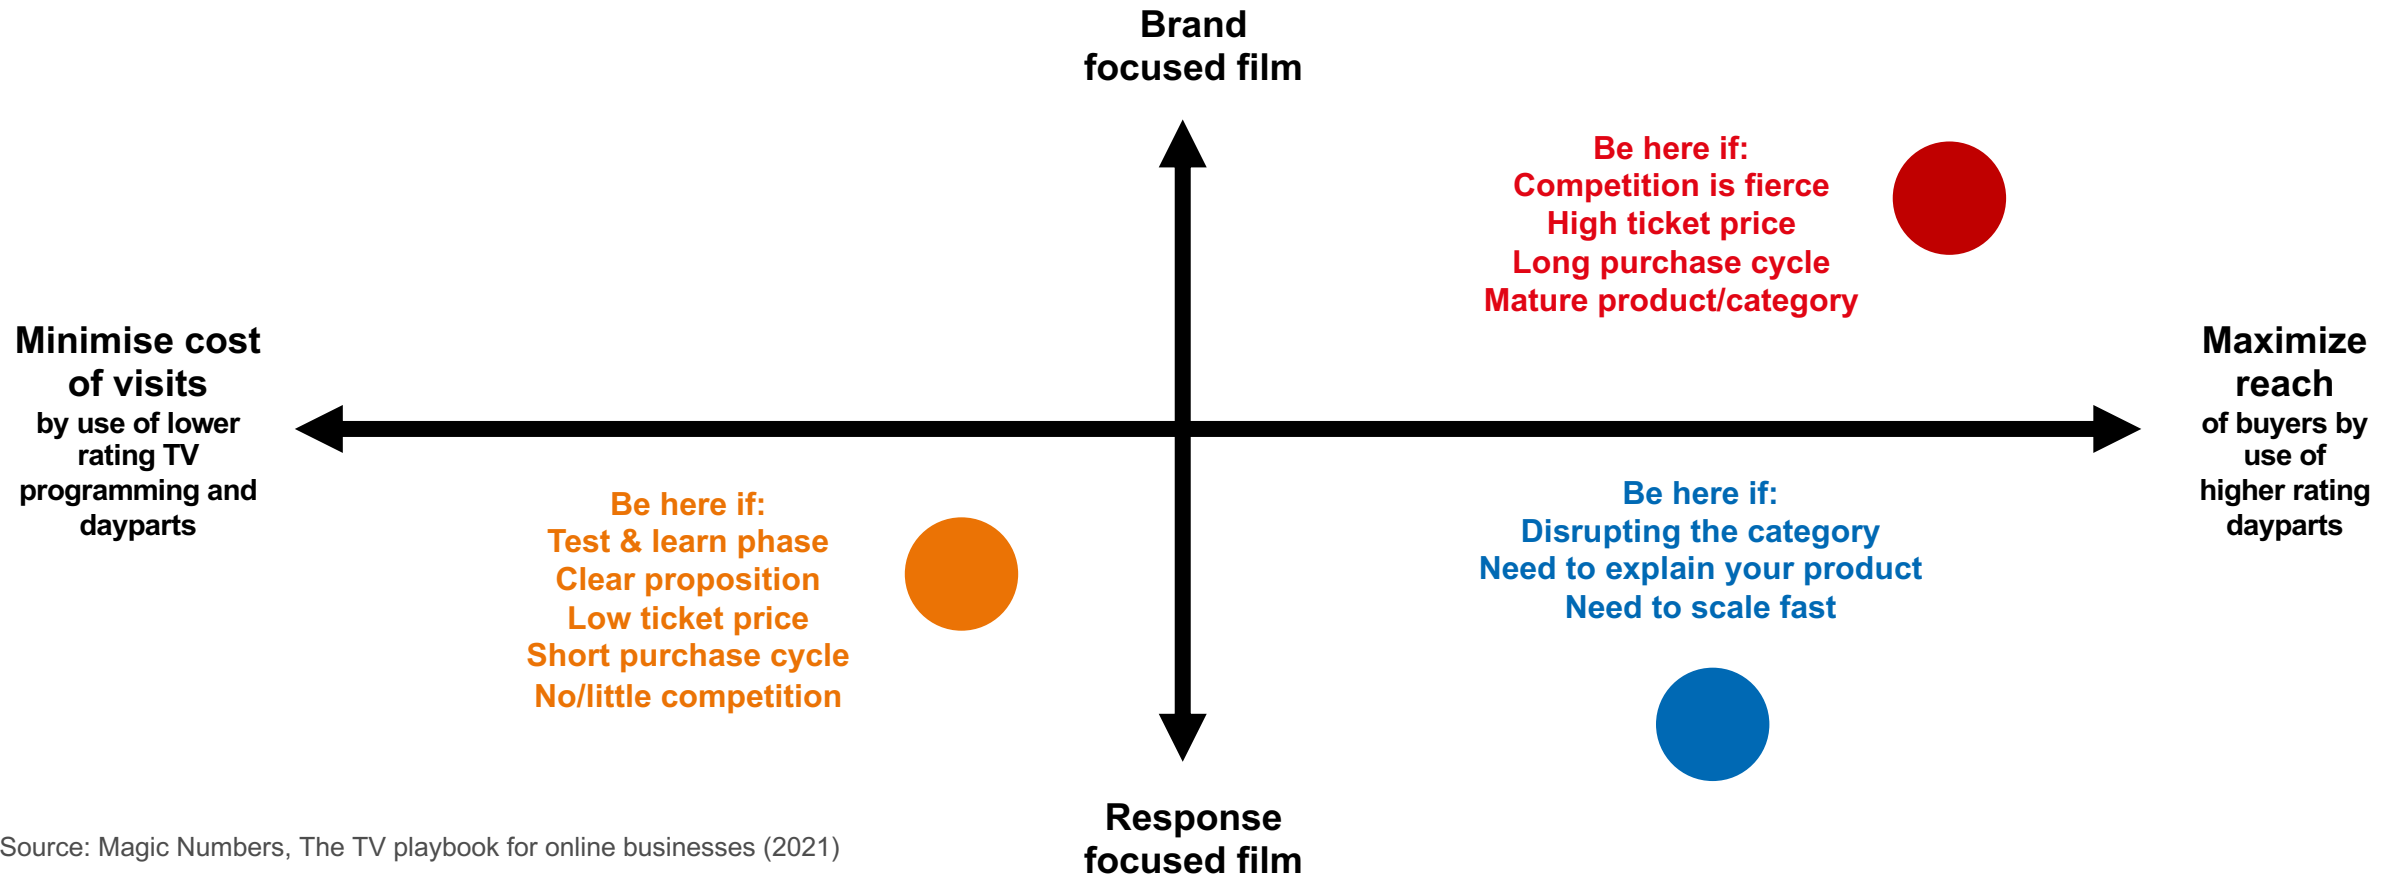 Brand
focused film
Be here if:
Competition is fierce
High ticket price
Long purchase cycle
Mature product/category
Minimise cost
of visits
by use of lower
rating TV
programming and
dayparts
Maximize
reach
of buyers by
use of
higher rating
dayparts
Be here if:
Test & learn phase
Clear proposition
Low ticket price
Short purchase cycle
No/little competition
Be here if:
Disrupting the category
Need to explain your product
Need to scale fast
Response
focused film
Source: Magic Numbers, The TV playbook for online businesses (2021)